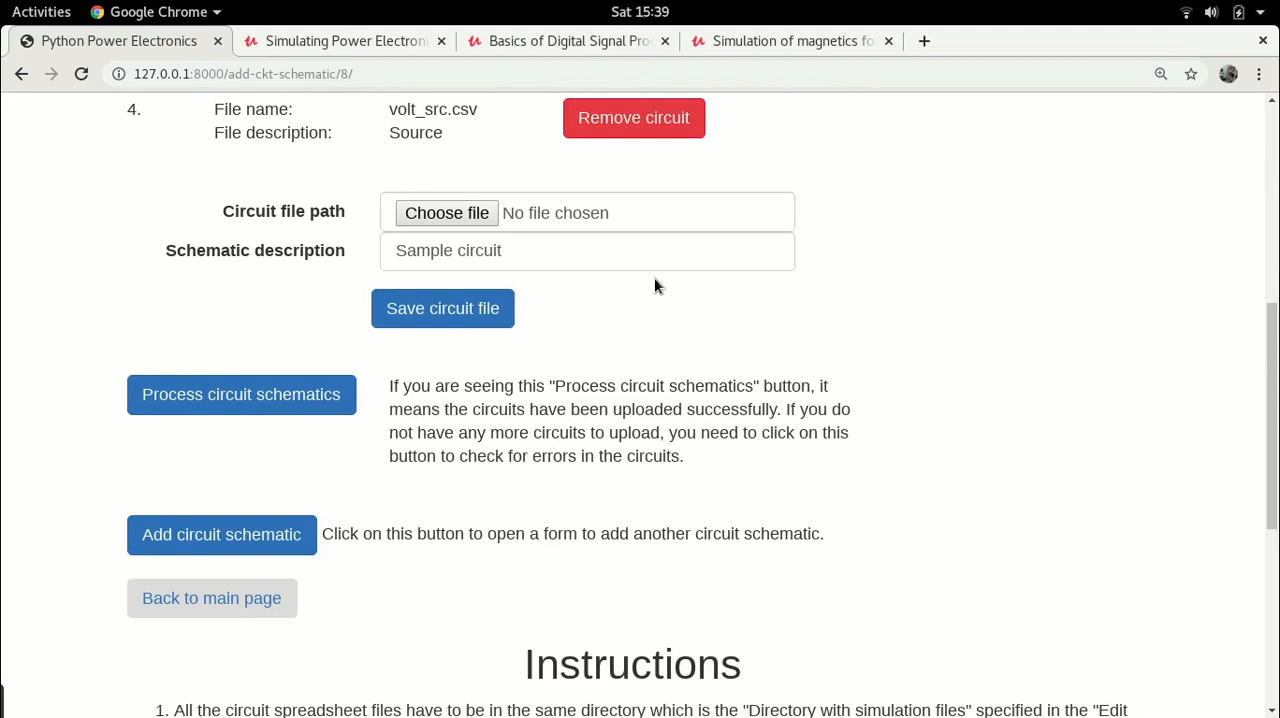 Activities Google Chrome Sat 15:39
Python Power Electronics Simulating Power Electroni Basics of Digital Signal Pro Simulation of magnetics fo
127.0.0.1:8000/add-ckt-schematic/8/
4. File name: volt_src.csv Remove circuit
File description: Source
Circuit file path Choose file No file chosen
Schematic description Sample circuit
Save circuit file
Process circuit schematics If you are seeing this "Process circuit schematics" button, it
means the circuits have been uploaded successfully. If you do
not have any more circuits to upload, you need to click on this
button to check for errors in the circuits.
Add circuit schematic Click on this button to open a form to add another circuit schematic.
Back to main page
Instructions
1. All the circuit spreadsheet files have to be in the same directory which is the "Directory with simulation files" specified in the "Edit